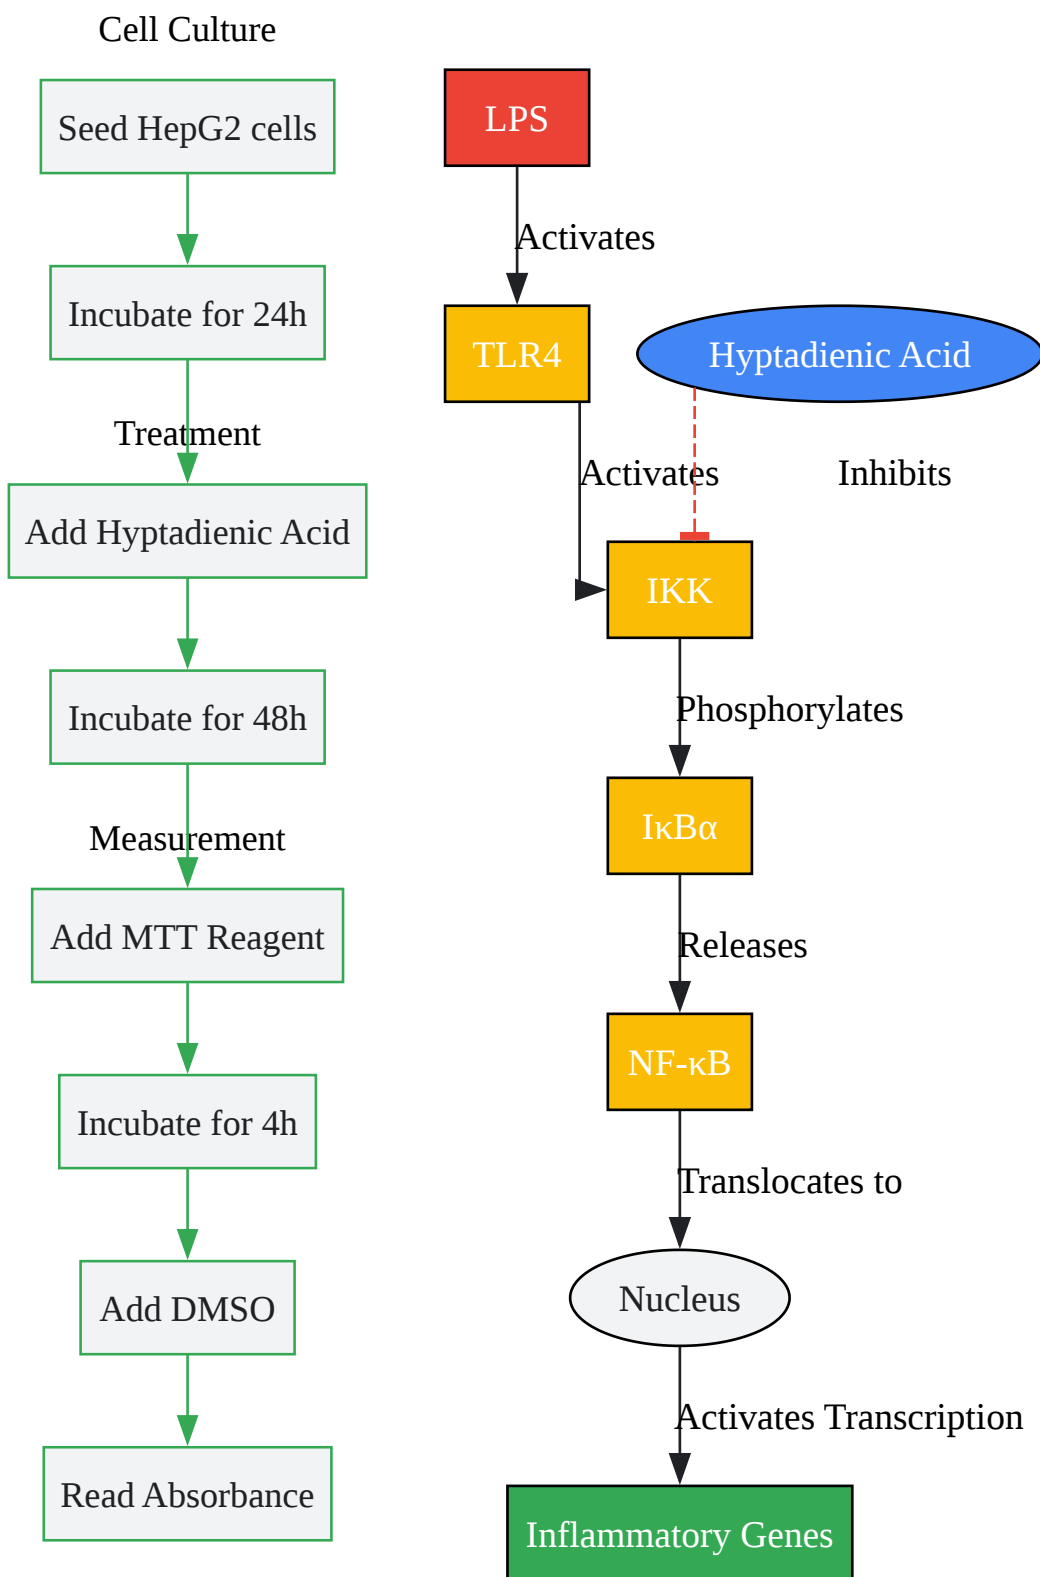 Cell Culture
Seed HepG2 cells
Incubate for 24h
Treatment
Add Hyptadienic Acid
Incubate for 48h
Measurement
Add MTT Reagent
Incubate for 4h
Add DMSO
Read Absorbance
LPS
Activates
TLR4
Hyptadienic Acid
Activates
Inhibits
IKK
Phosphorylates
IκBα
Releases
NF-κB
Translocates to
Nucleus
Activates Transcription
Inflammatory Genes